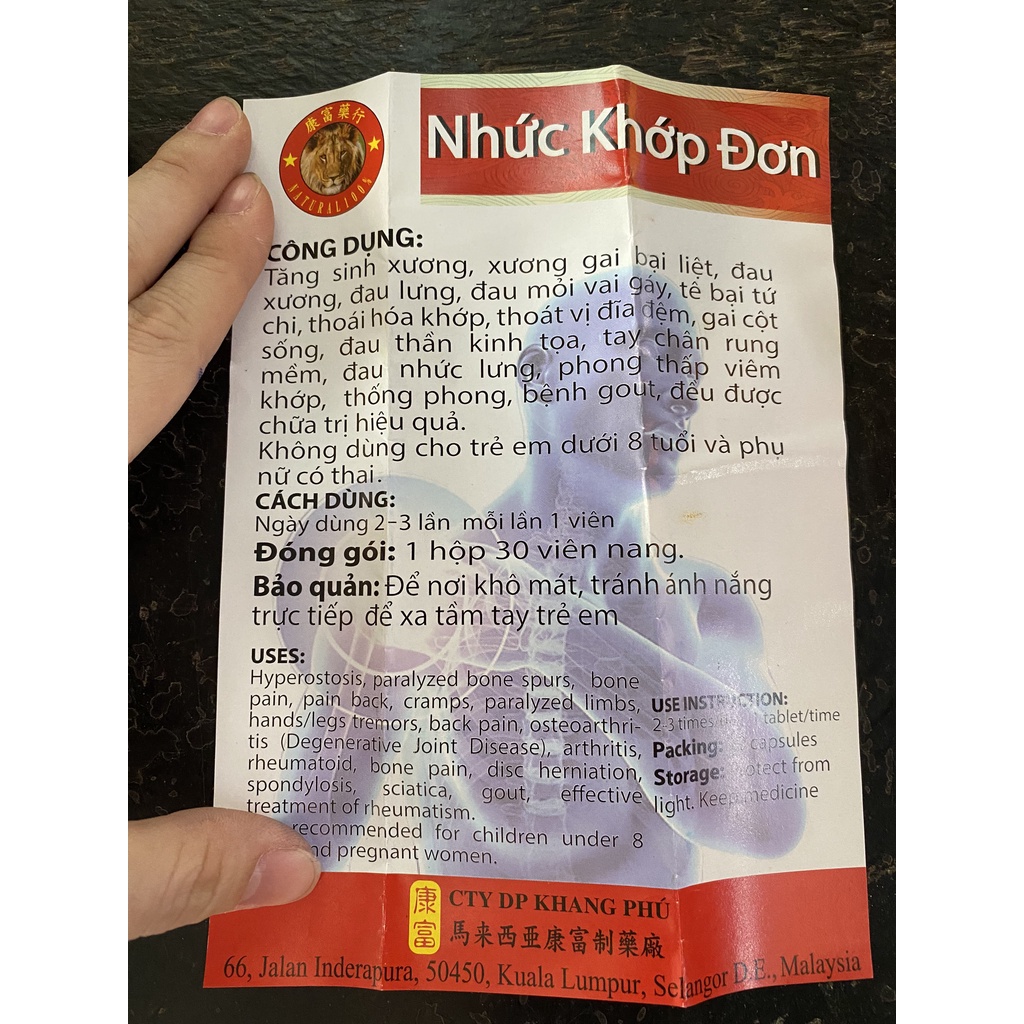 康富藥行
NATURAL100%
Nhức Khớp Đơn
CÔNG DỤNG:
Tăng sinh xương, xương gai bại liệt, đau
xương, đau lưng, đau mỏi vai gáy, tê bại tứ
chi, thoái hóa khớp, thoát vị đĩa đệm, gai cột
sống, đau thần kinh tọa, tay chân rung
mềm, đau nhức lưng, phong thấp viêm
khớp, thống phong, bệnh gout, đều được
chữa trị hiệu quả.
Không dùng cho trẻ em dưới 8 tuổi và phụ
nữ có thai.
CÁCH DÙNG:
Ngày dùng 2-3 lần mỗi lần 1 viên
Đóng gói: 1 hộp 30 viên nang.
Bảo quản: Để nơi khô mát, tránh ánh nắng
trực tiếp để xa tầm tay trẻ em
USES:
Hyperostosis, paralyzed bone spurs, bone
pain, pain back, cramps, paralyzed limbs,
hands/legs tremors, back pain, osteoarthri-
tis (Degenerative Joint Disease), arthritis,
rheumatoid, bone pain, disc herniation,
spondylosis, sciatica, gout, effective
treatment of rheumatism.
recommended for children under 8
and pregnant women.
USE INSTRUCTION:
2-3 times tablet/time
Packing: capsules
Storage: Protect from
light. Keep medicine
康富
CTY DP KHANG PHÚ
馬来西亜康富制藥廠
66, Jalan Inderapura, 50450, Kuala Lumpur, Selangor D.E., Malaysia